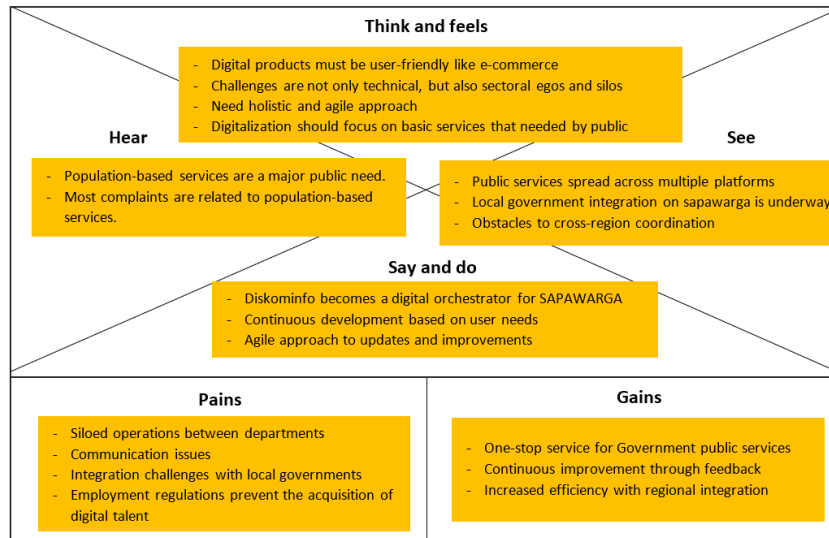 Think and feels
- Digital products must be user-friendly like e-commerce
- Challenges are not only technical, but also sectoral egos and silos
- Need holistic and agile approach
- Digitalization should focus on basic services that needed by public
Hear
- Population-based services are a major public need.
- Most complaints are related to population-based
services.
See
- Public services spread across multiple platforms
- Local government integration on sapawarga is underway
- Obstacles to cross-region coordination
Say and do
- Diskominfo becomes a digital orchestrator for SAPAWARGA
- Continuous development based on user needs
- Agile approach to updates and improvements
Pains
- Siloed operations between departments
- Communication issues
- Integration challenges with local governments
- Employment regulations prevent the acquisition of
digital talent
Gains
- One-stop service for Government public services
- Continuous improvement through feedback
- Increased efficiency with regional integration